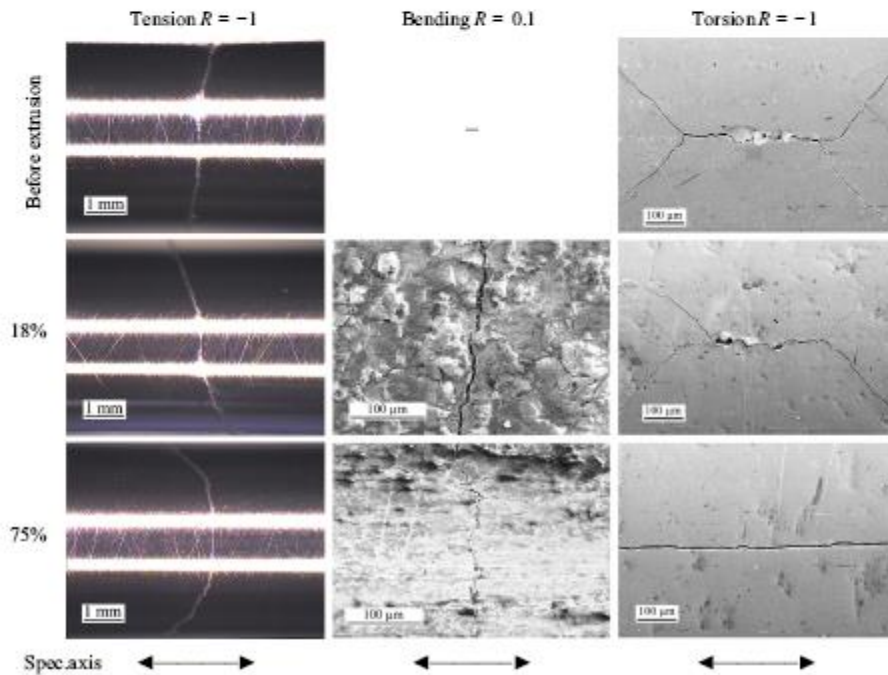 Tension R = −1 Bending R = 0.1 Torsion R = −1
Before extrusion
–
1 mm 100 μm
18%
1 mm 100 μm 100 μm
75%
1 mm 100 μm 100 μm
Spec.axis